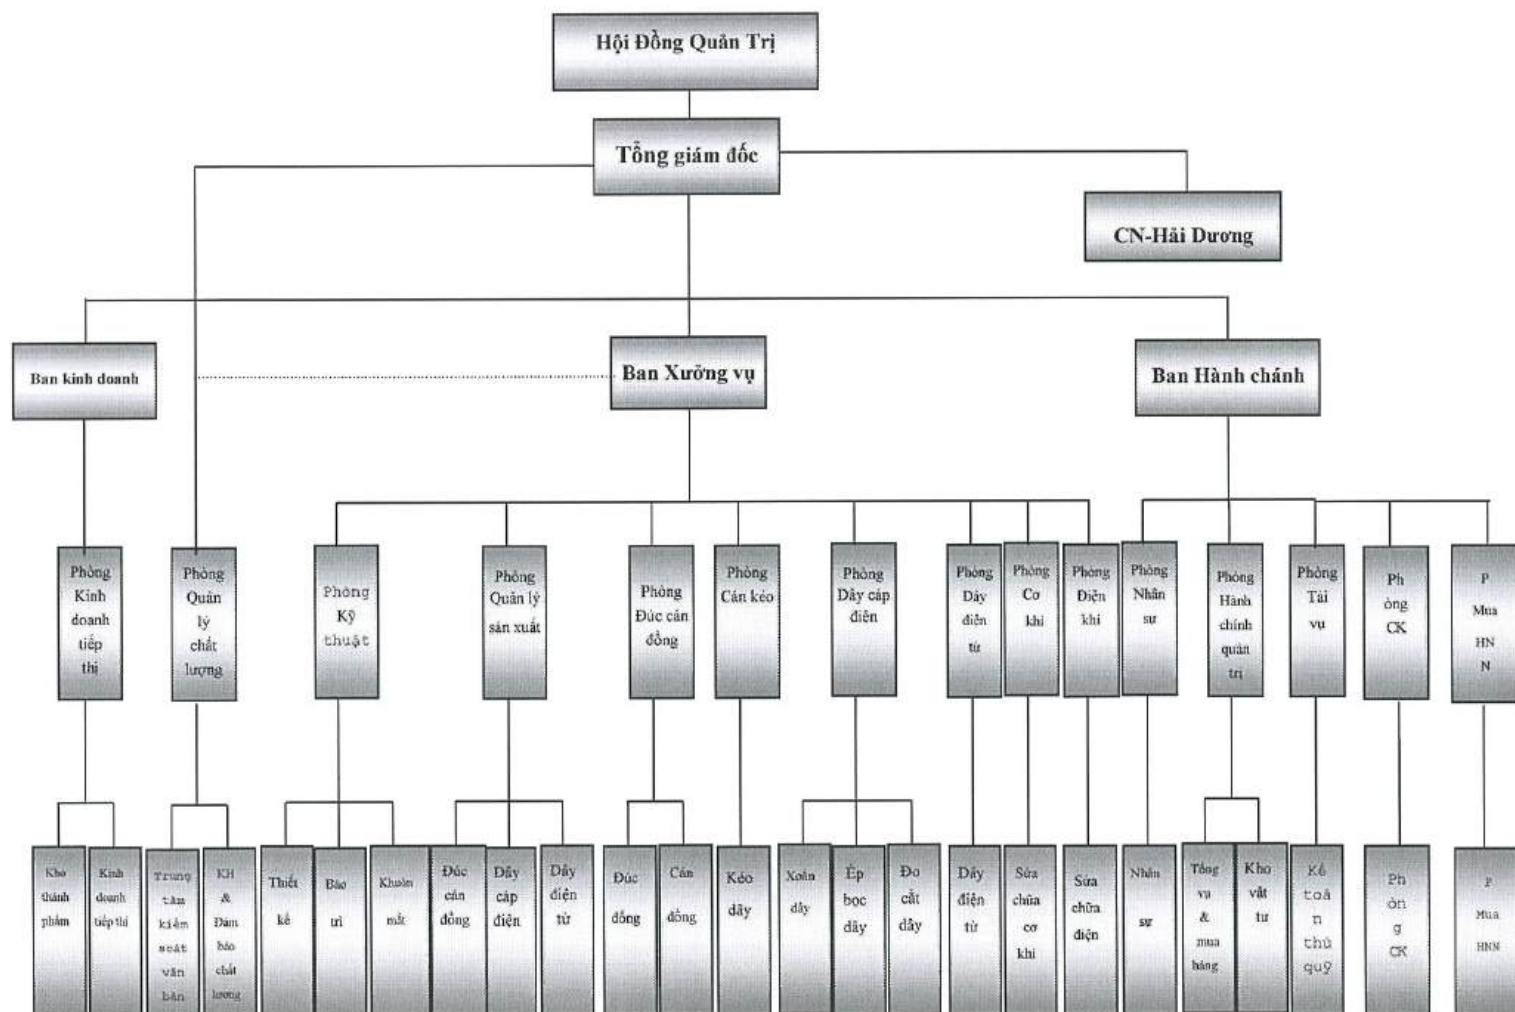 Hội Đồng Quản Trị
Tổng giám đốc
CN-Hải Dương
Ban kinh doanh
Ban Xưởng vụ
Ban Hành chánh
Phòng
Kinh
doanh
tiếp
thị
Phòng
Quản
lý
chất
lượng
Phòng
Kỹ
thuật
Phòng
Quản lý
sản xuất
Phòng
Đúc cán
đồng
Phòng
Cán kéo
Phòng
Dây cáp
điện
Phòng
Dây
điện
từ
Phòng
Cơ
khí
Phòng
Điện
khí
Phòng
Nhân
sự
Phòng
Hành
chính
quản
trị
Phòng
Tài
vụ
Ph
òng
CK
P
Mua
HN
N
Kho
thành
phẩm
Kinh
doanh
tiếp thị
Trung
tâm
kiểm
soát
văn
bản
KH
&
Đảm
bảo
chất
lượng
Thiết
kế
Bảo
trì
Khuôn
mắt
Đúc
cán
đồng
Dây
cáp
điện
Dây
điện
từ
Đúc
đồng
Cán
đồng
Kéo
dây
Xoắn
dây
Ép
bọc
dây
Đo
cắt
dây
Dây
điện
từ
Sửa
chữa
cơ
khí
Sửa
chữa
điện
Nhân
sự
Tổng
vụ
&
mua
hàng
Kho
vật
tư
Kế
toá
n
thủ
quỹ
Ph
òn
g
CK
P
Mua
HNN